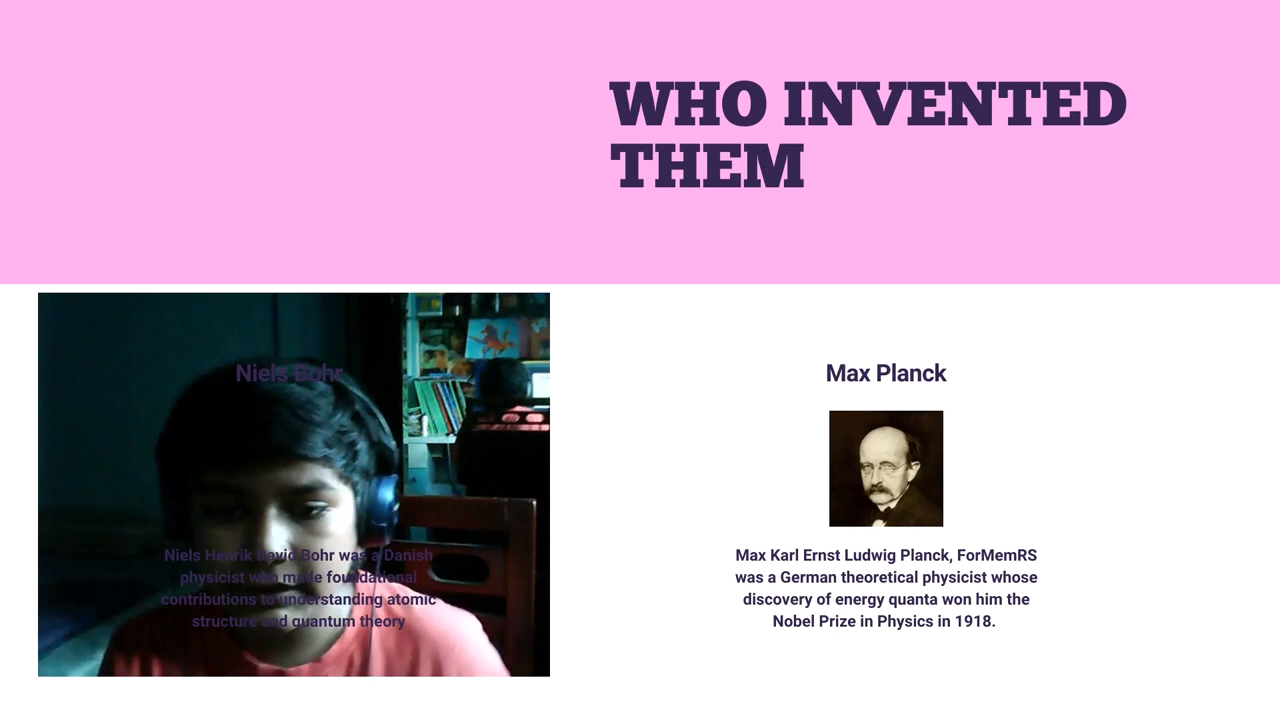 WHO INVENTED
THEM
Niels Bohr
Niels Henrik David Bohr was a Danish
physicist who made foundational
contributions to understanding atomic
structure and quantum theory
Max Planck
Max Karl Ernst Ludwig Planck, ForMemRS
was a German theoretical physicist whose
discovery of energy quanta won him the
Nobel Prize in Physics in 1918.